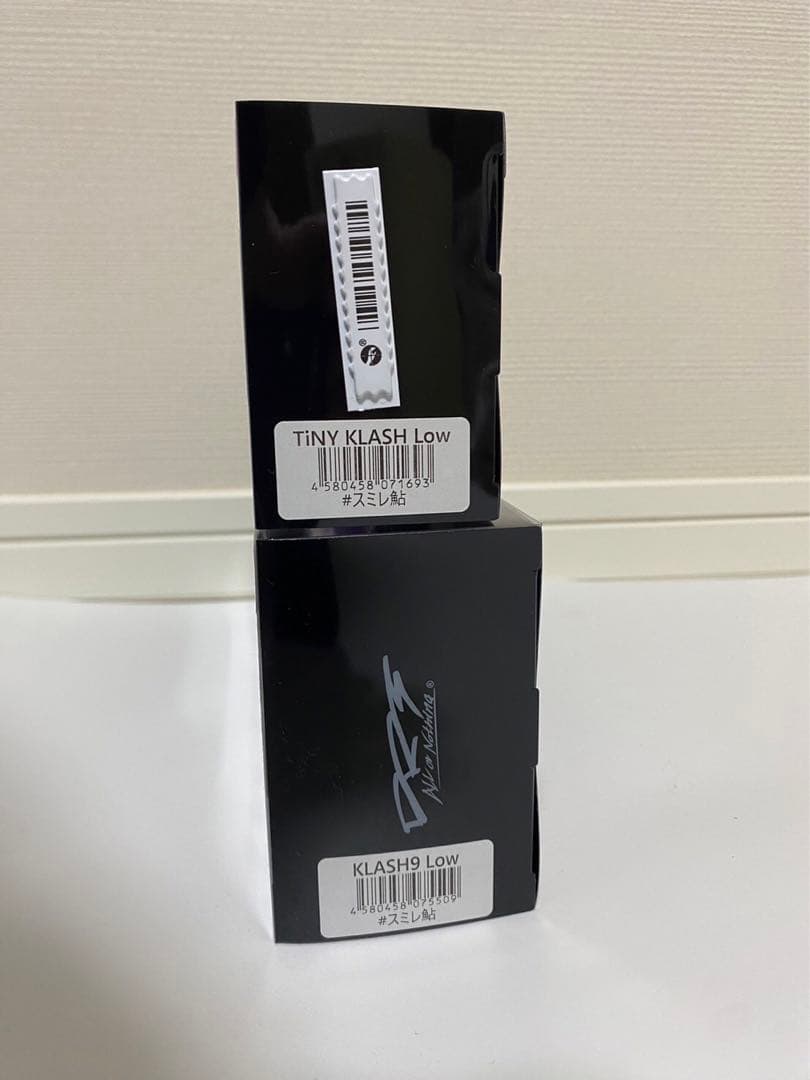 ®
TiNY KLASH Low
4 580458 071693
#スミレ鮎
DRT
All or Nothing®
KLASH9 Low
4 580458 075509
#スミレ鮎